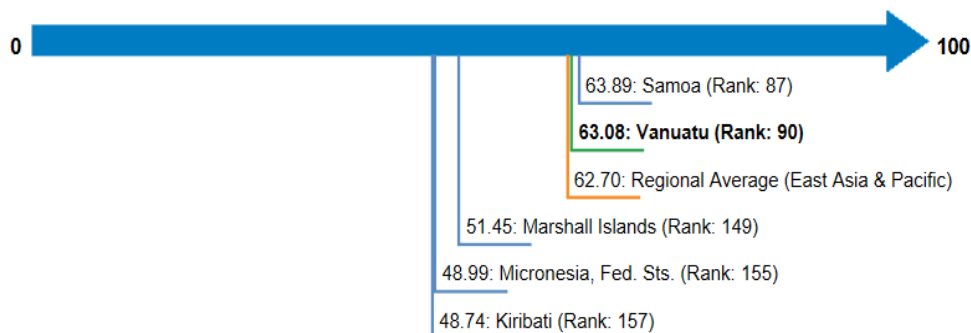 0
100
63.89: Samoa (Rank: 87)
63.08: Vanuatu (Rank: 90)
62.70: Regional Average (East Asia & Pacific)
51.45: Marshall Islands (Rank: 149)
48.99: Micronesia, Fed. Sts. (Rank: 155)
48.74: Kiribati (Rank: 157)